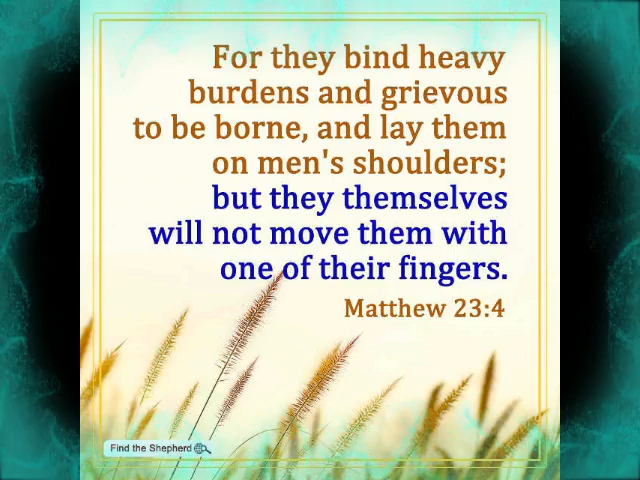 For they bind heavy
burdens and grievous
to be borne, and lay them
on men's shoulders;
but they themselves
will not move them with
one of their fingers.
Matthew 23:4
Find the Shepherd